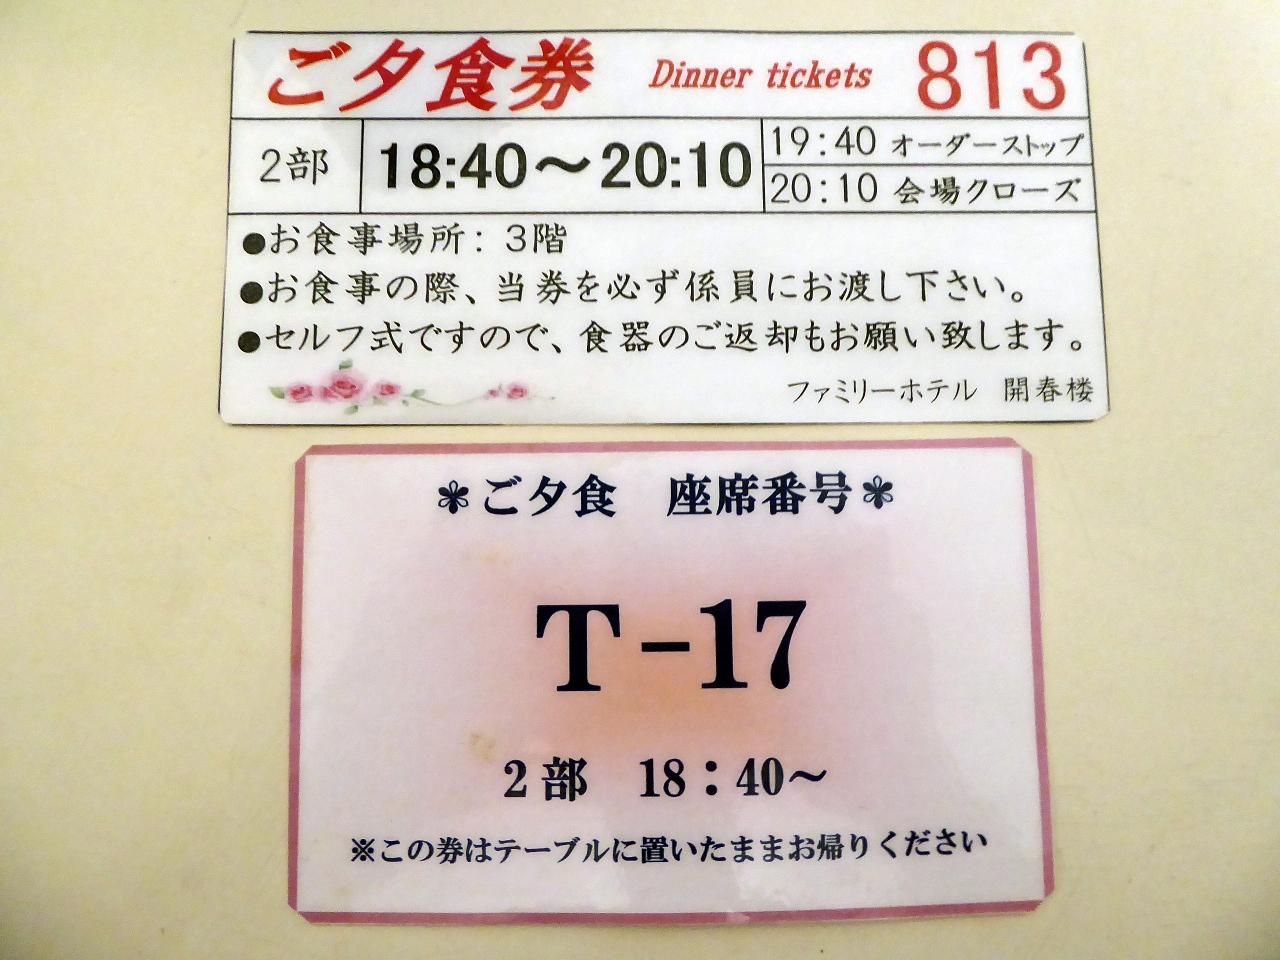 ご夕食券 Dinner tickets 813
2部 18:40～20:10
19:40 オーダーストップ
20:10 会場クローズ
●お食事場所: 3階
●お食事の際、当券を必ず係員にお渡し下さい。
●セルフ式ですので、食器のご返却もお願い致します。
ファミリーホテル 開春楼
✽ご夕食 座席番号✽
T-17
2部 18：40～
※この券はテーブルに置いたままお帰りください